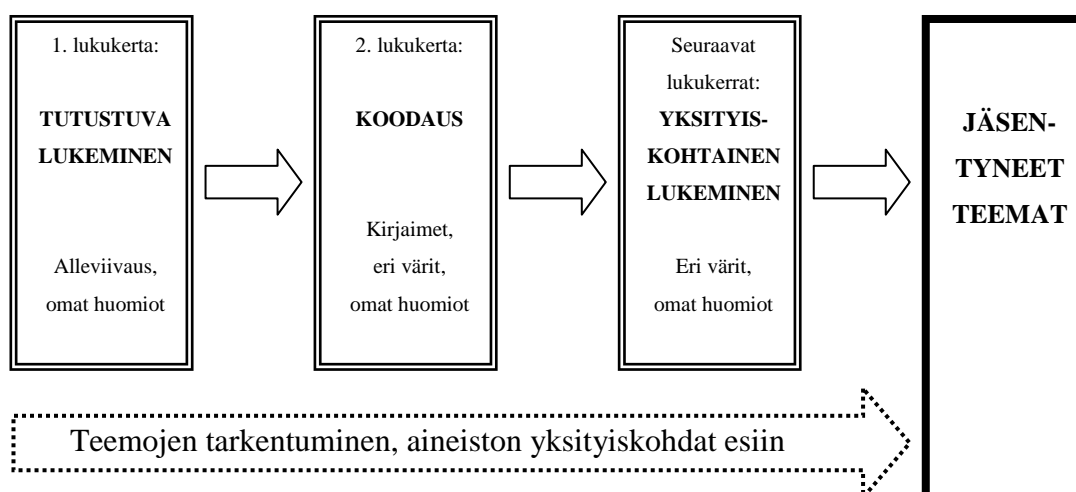 1. lukukerta:
TUTUSTUVA
LUKEMINEN
Alleviivaus,
omat huomiot
2. lukukerta:
KOODAUS
Kirjaimet,
eri värit,
omat huomiot
Seuraavat
lukukerrat:
YKSITYIS-
KOHTAINEN
LUKEMINEN
Eri värit,
omat huomiot
JÄSEN-
TYNEET
TEEMAT
Teemojen tarkentuminen, aineiston yksityiskohdat esiin